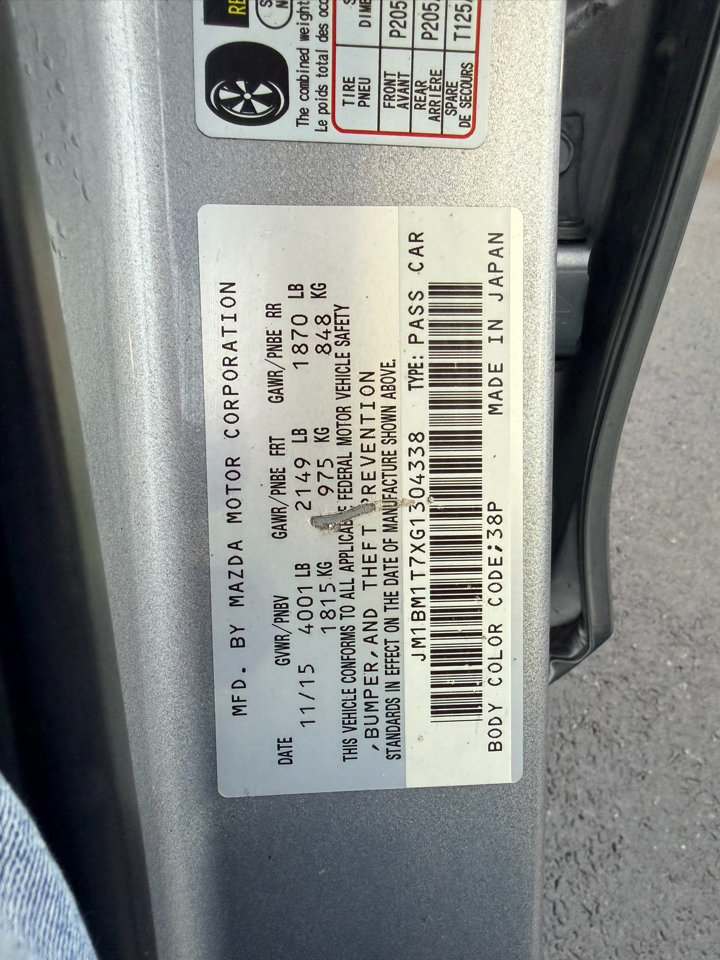 MFD. BY MAZDA MOTOR CORPORATION
DATE GVWR/PNBV GAWR/PNBE FRT GAWR/PNBE RR
11/15 4001 LB 2149 LB 1870 LB
1815 KG 975 KG 848 KG
THIS VEHICLE CONFORMS TO ALL APPLICABLE FEDERAL MOTOR VEHICLE SAFETY
,BUMPER,AND THEFT PREVENTION
STANDARDS IN EFFECT ON THE DATE OF MANUFACTURE SHOWN ABOVE.
JM1BM1T7XG1304338 TYPE: PASS CAR
BODY COLOR CODE;38P MADE IN JAPAN
The combined weight
Le poids total des occ
TIRE
PNEU
FRONT
AVANT P205
REAR
ARRIERE P205
SPARE
DE SECOURS T125/